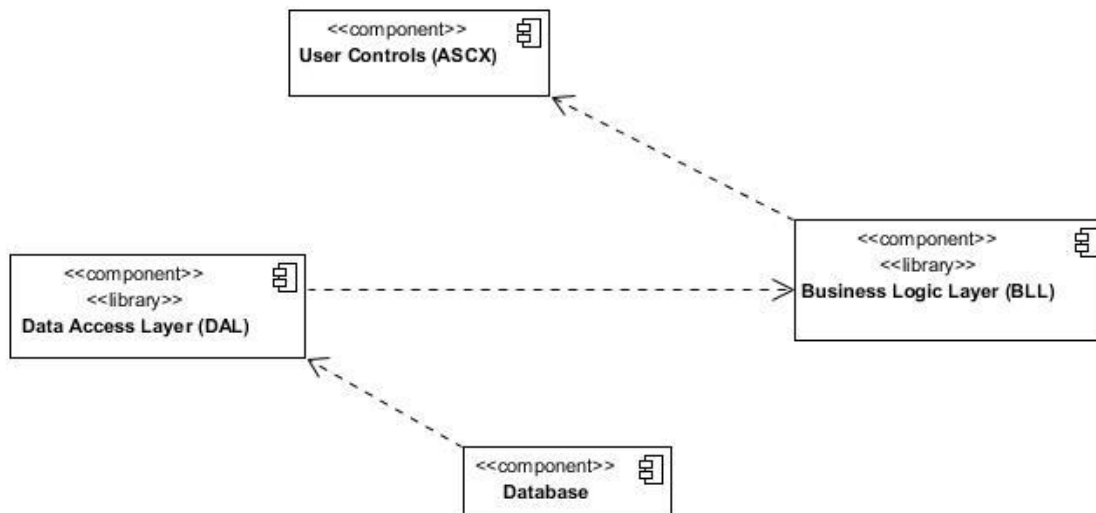 <<component>>
User Controls (ASCX)
<<component>>
<<library>>
Business Logic Layer (BLL)
<<component>>
<<library>>
Data Access Layer (DAL)
<<component>>
Database